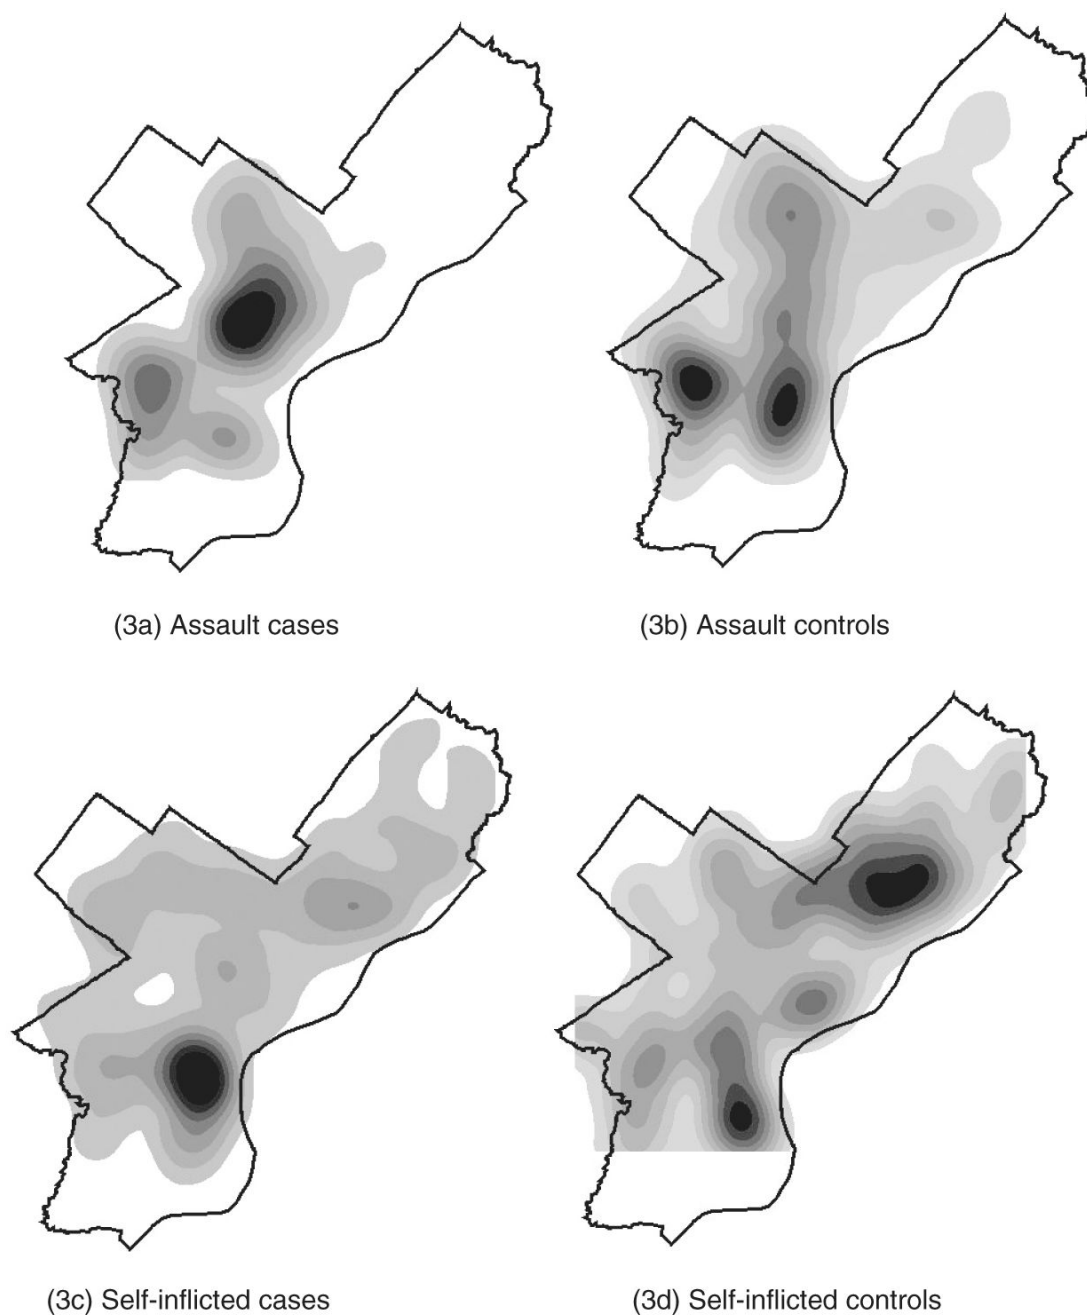 (3a) Assault cases
(3b) Assault controls
(3c) Self-inflicted cases
(3d) Self-inflicted controls